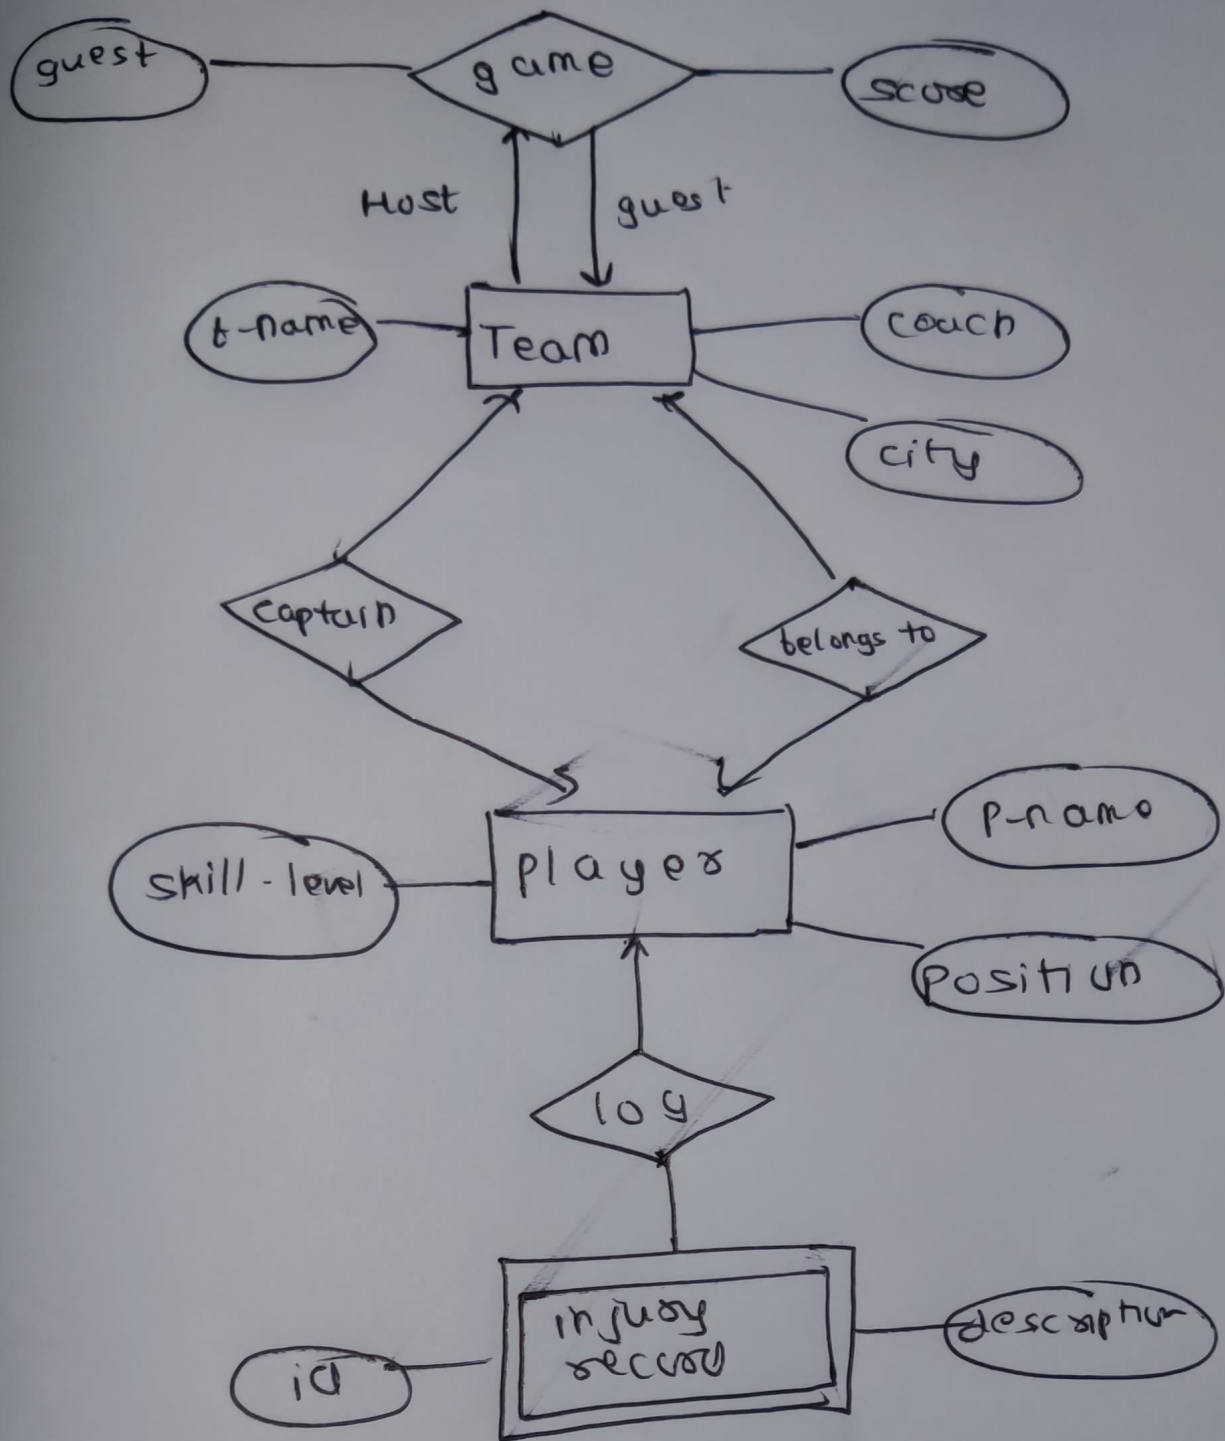 guest
game
score
Host
guest
t-name
Team
coach
city
captain
belongs to
p-name
skill-level
player
position
log
injury
record
description
id